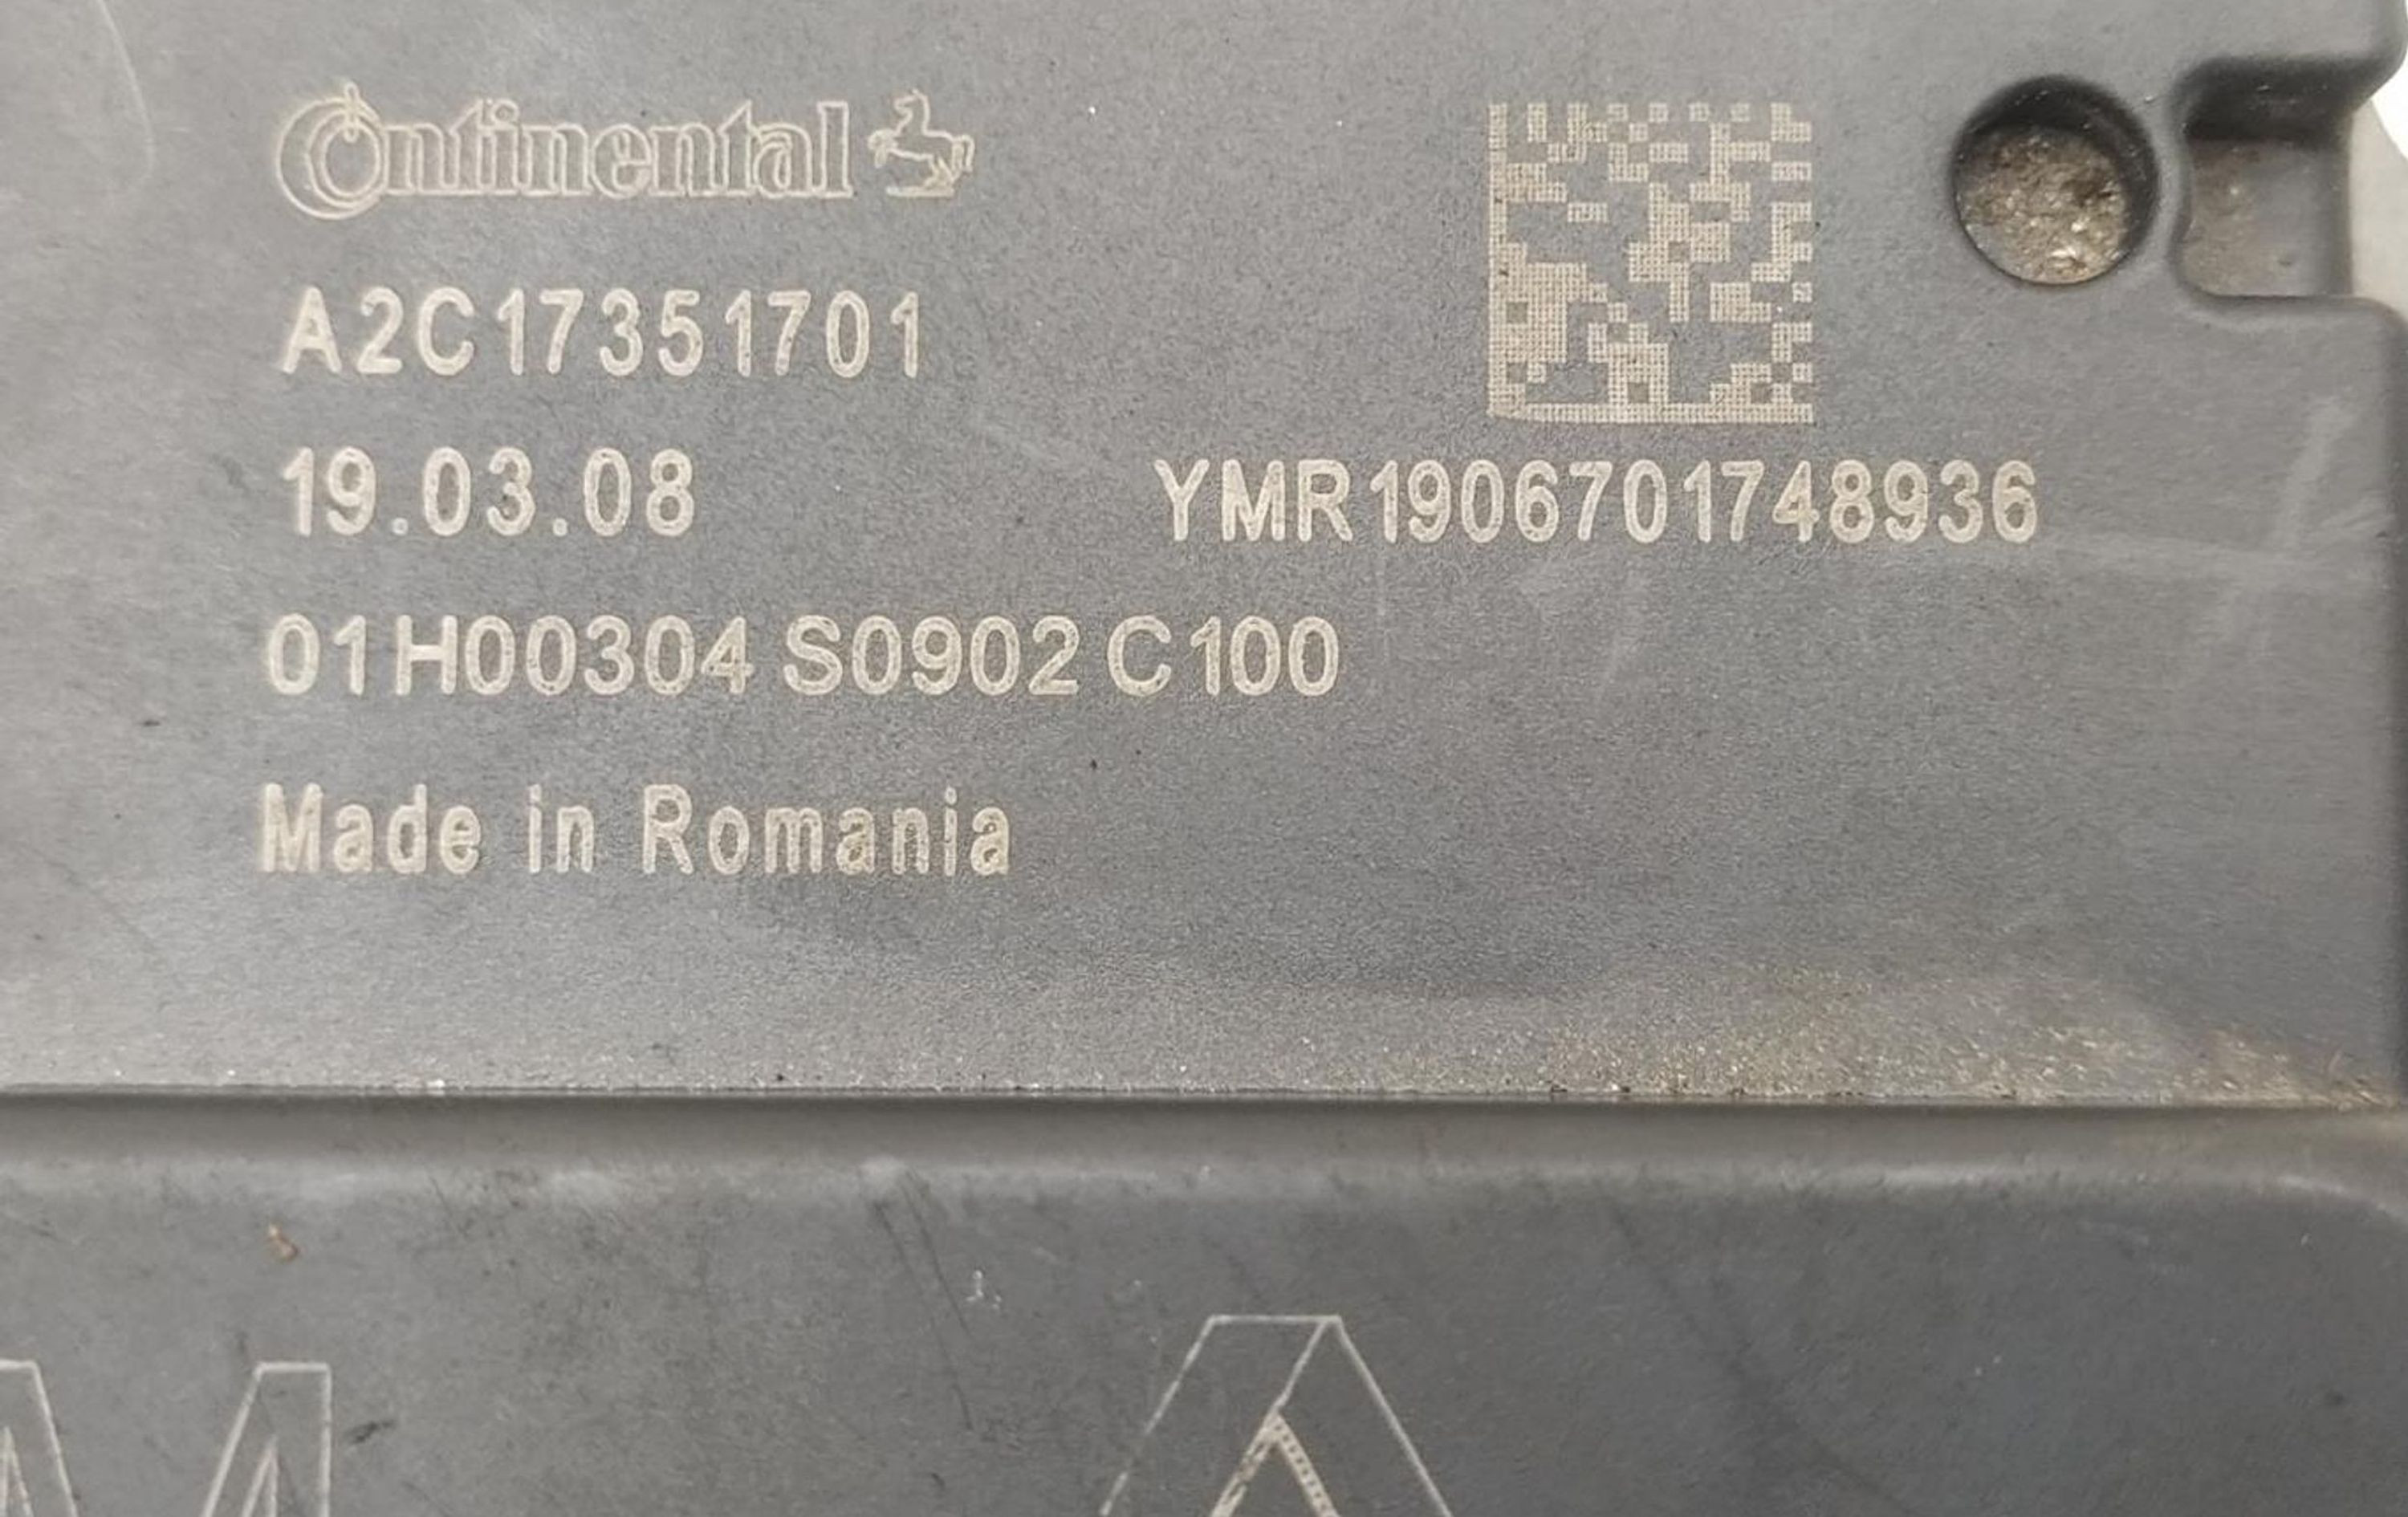 Continental
A2C17351701
19.03.08
YMR1906701748936
01H00304 S0902 C100
Made in Romania